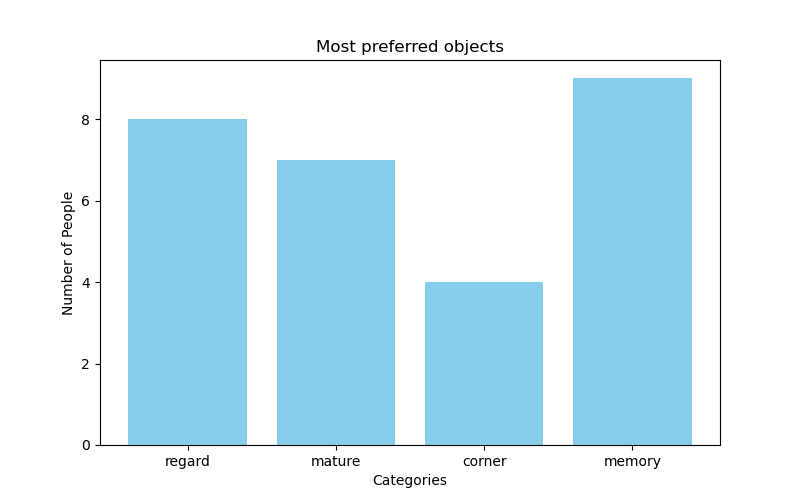 Most preferred objects
Number of People
8
6
4
2
0
regard mature corner memory
Categories